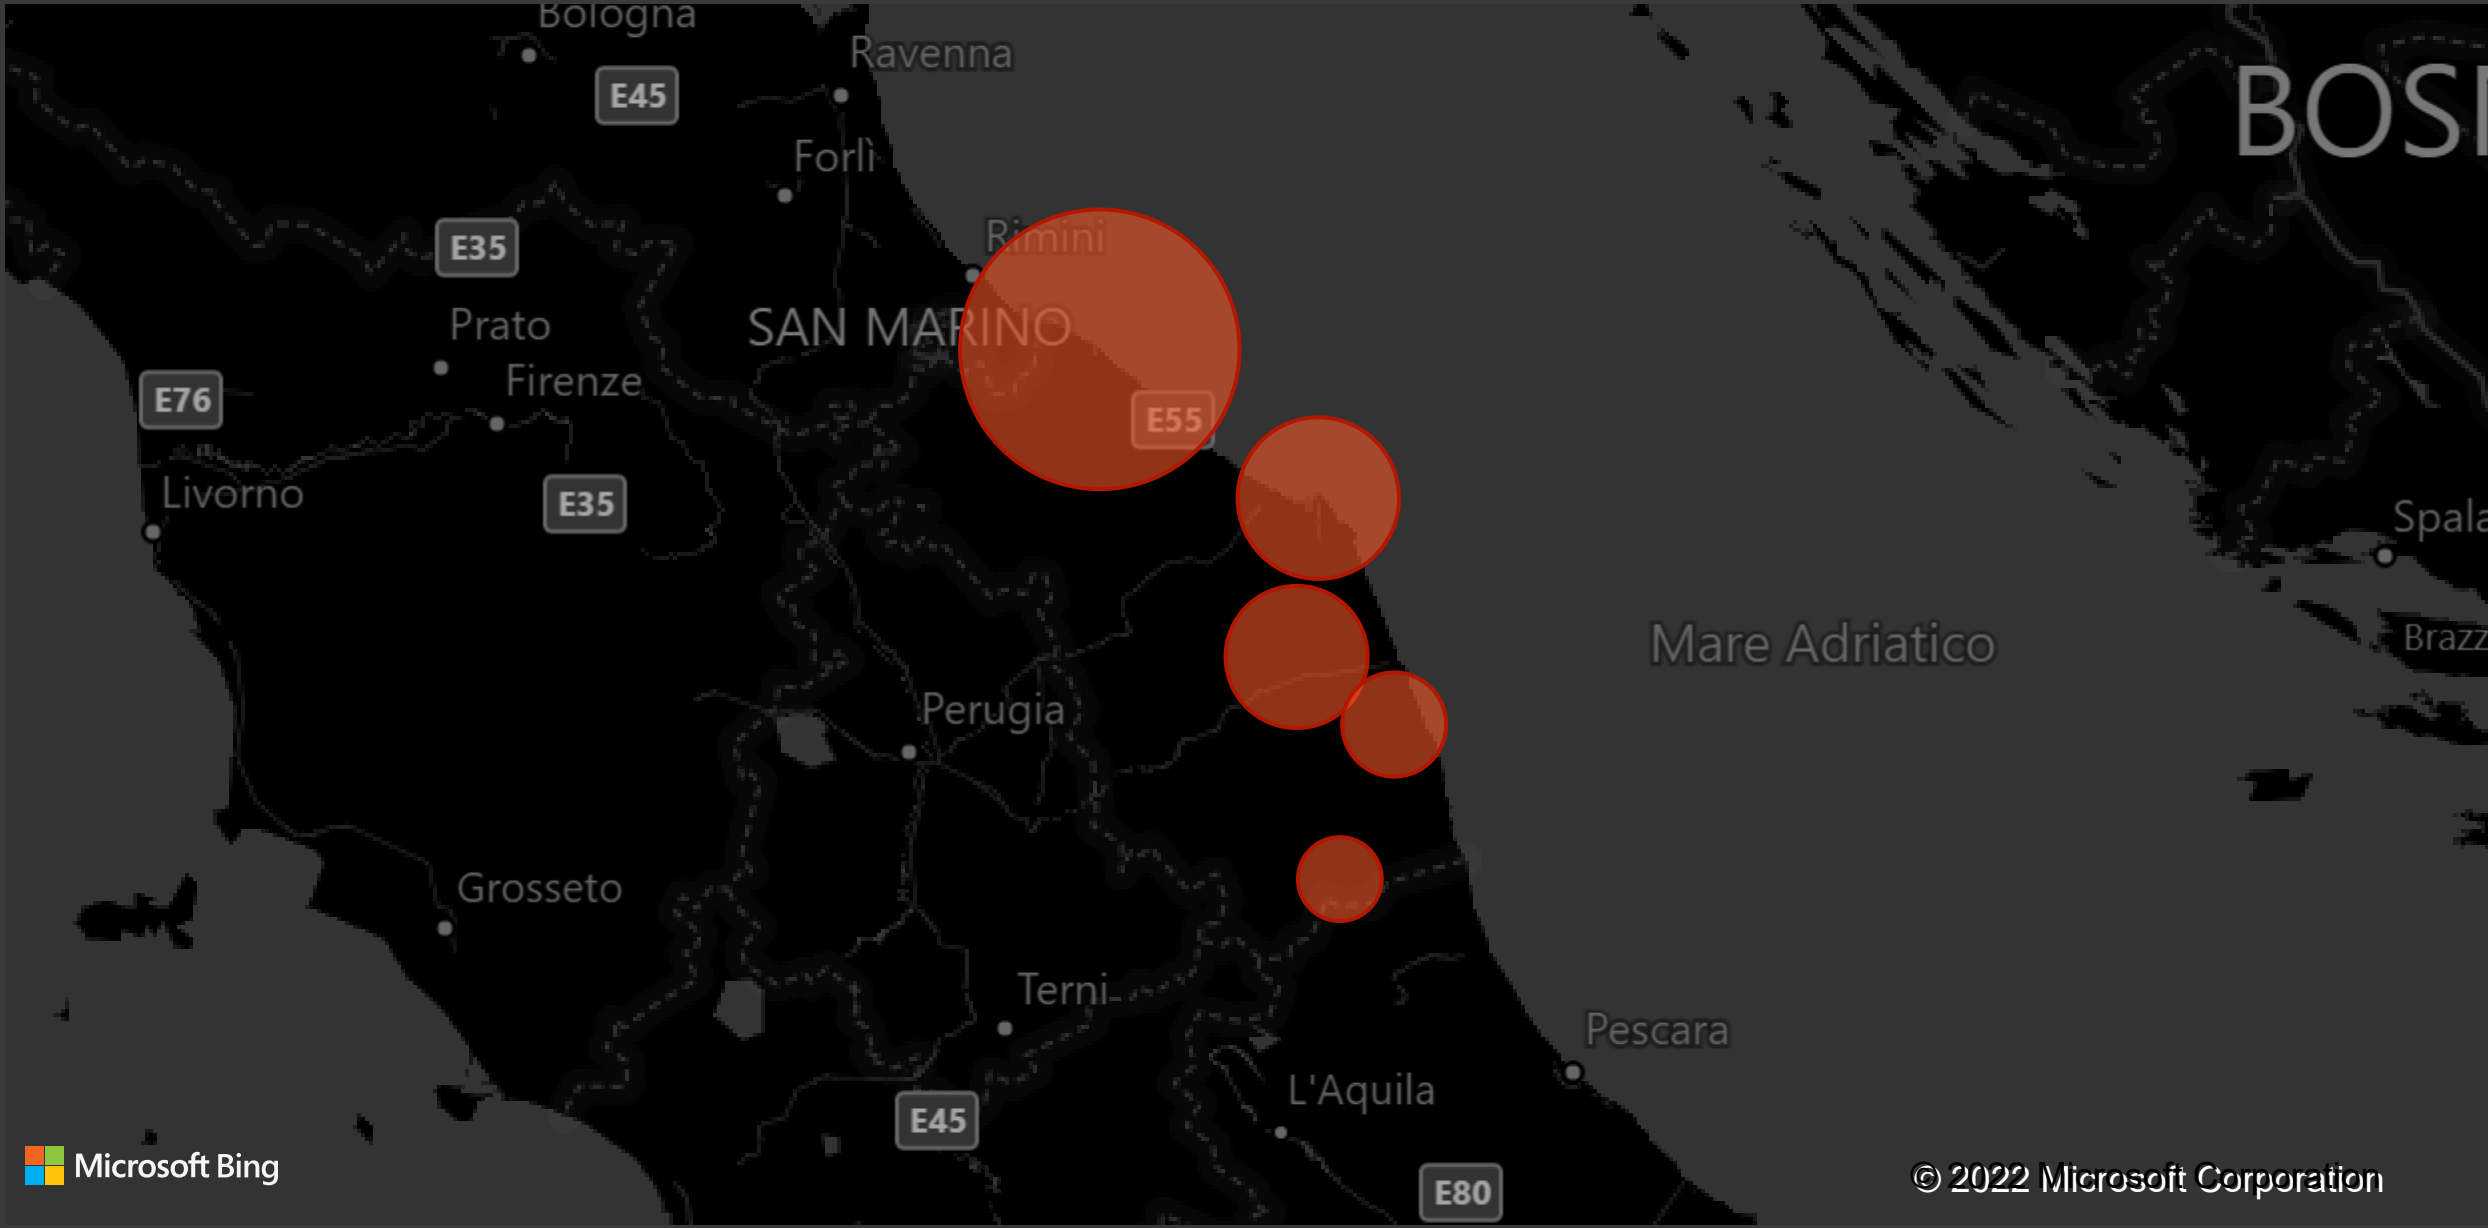 Bologna
Ravenna
E45
BOSI
Forlì
Rimini
E35
SAN MARINO
Prato
Firenze
E76
E55
Livorno
E35
Spala
Mare Adriatico
Brazz
Perugia
Grosseto
Terni
Pescara
L'Aquila
E45
Microsoft Bing
© 2022 Microsoft Corporation
E80